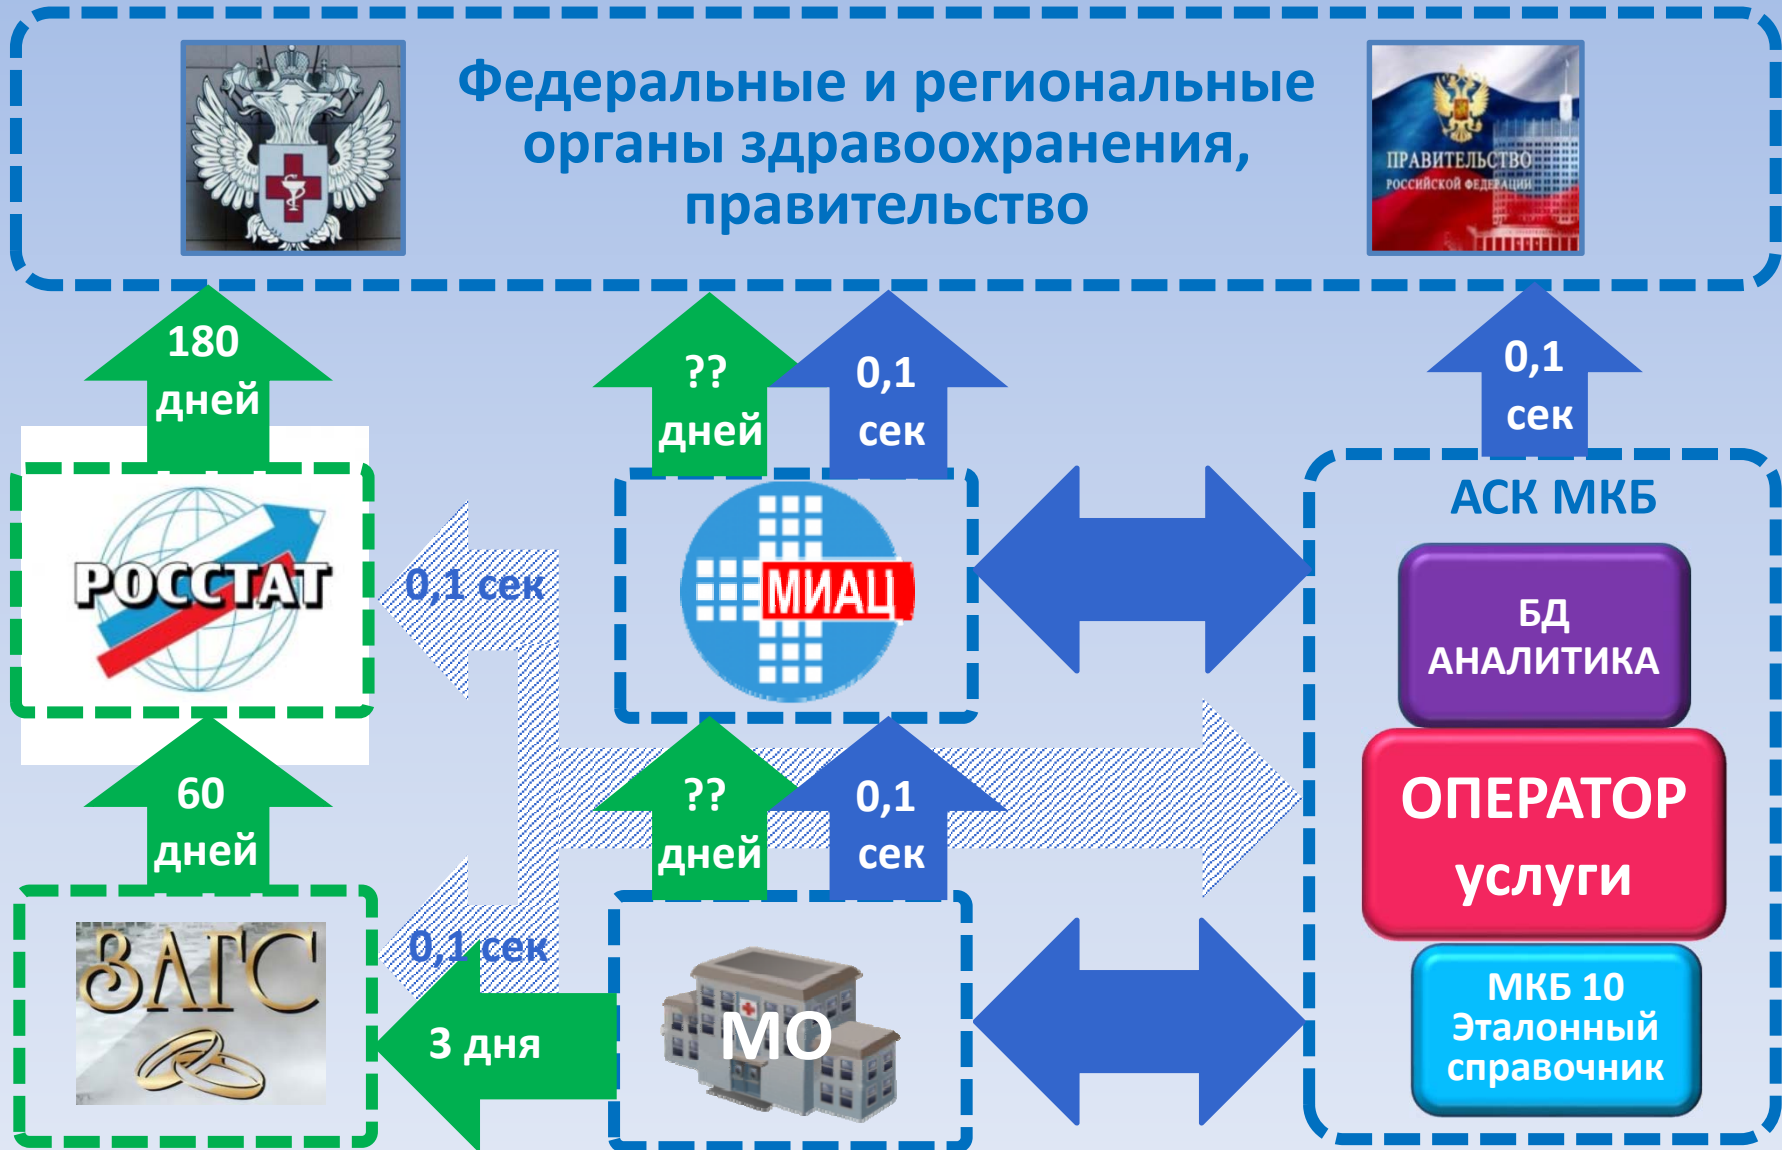 Федеральные и региональные
органы здравоохранения,
правительство
ПРАВИТЕЛЬСТВО
РОССИЙСКОЙ ФЕДЕРАЦИИ
180
дней
??
дней
0,1
сек
0,1
сек
РОССТАТ
0,1 сек
МИАЦ
АСК МКБ
БД
АНАЛИТИКА
60
дней
??
дней
0,1
сек
ОПЕРАТОР
услуги
ЗАГС
0,1 сек
3 дня
МО
МКБ 10
Эталонный
справочник